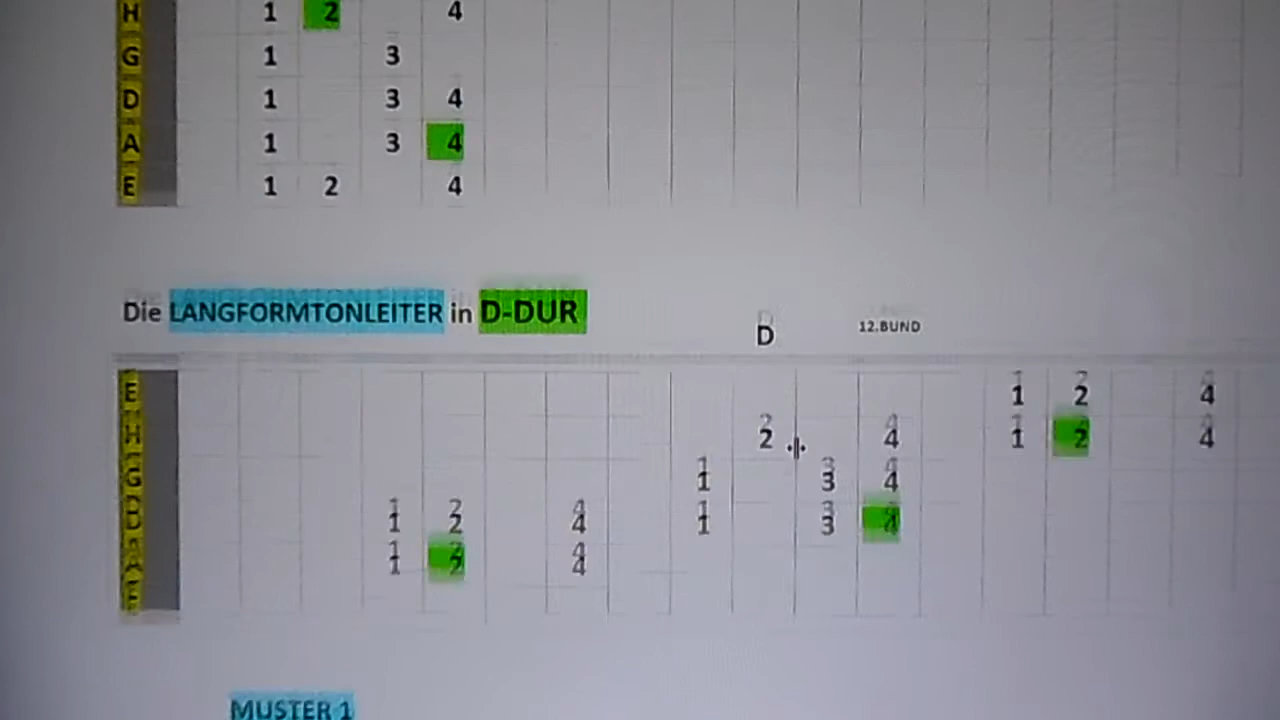 H 1 2 4
G 1 3
D 1 3 4
A 1 3 4
E 1 2 4
Die LANGFORMTONLEITER in D-DUR
D 12.BUND
E 1 2 4
H 2 4 1 2 4
G 1 3 4
D 1 2 4 1 3 4
A 1 2 4
E
MUSTER 1